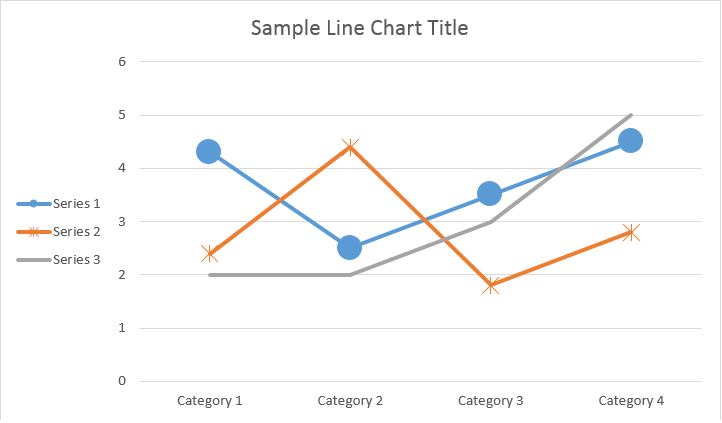 Sample Line Chart Title
6
5
4
3
2
1
0
Series 1
Series 2
Series 3
Category 1
Category 2
Category 3
Category 4